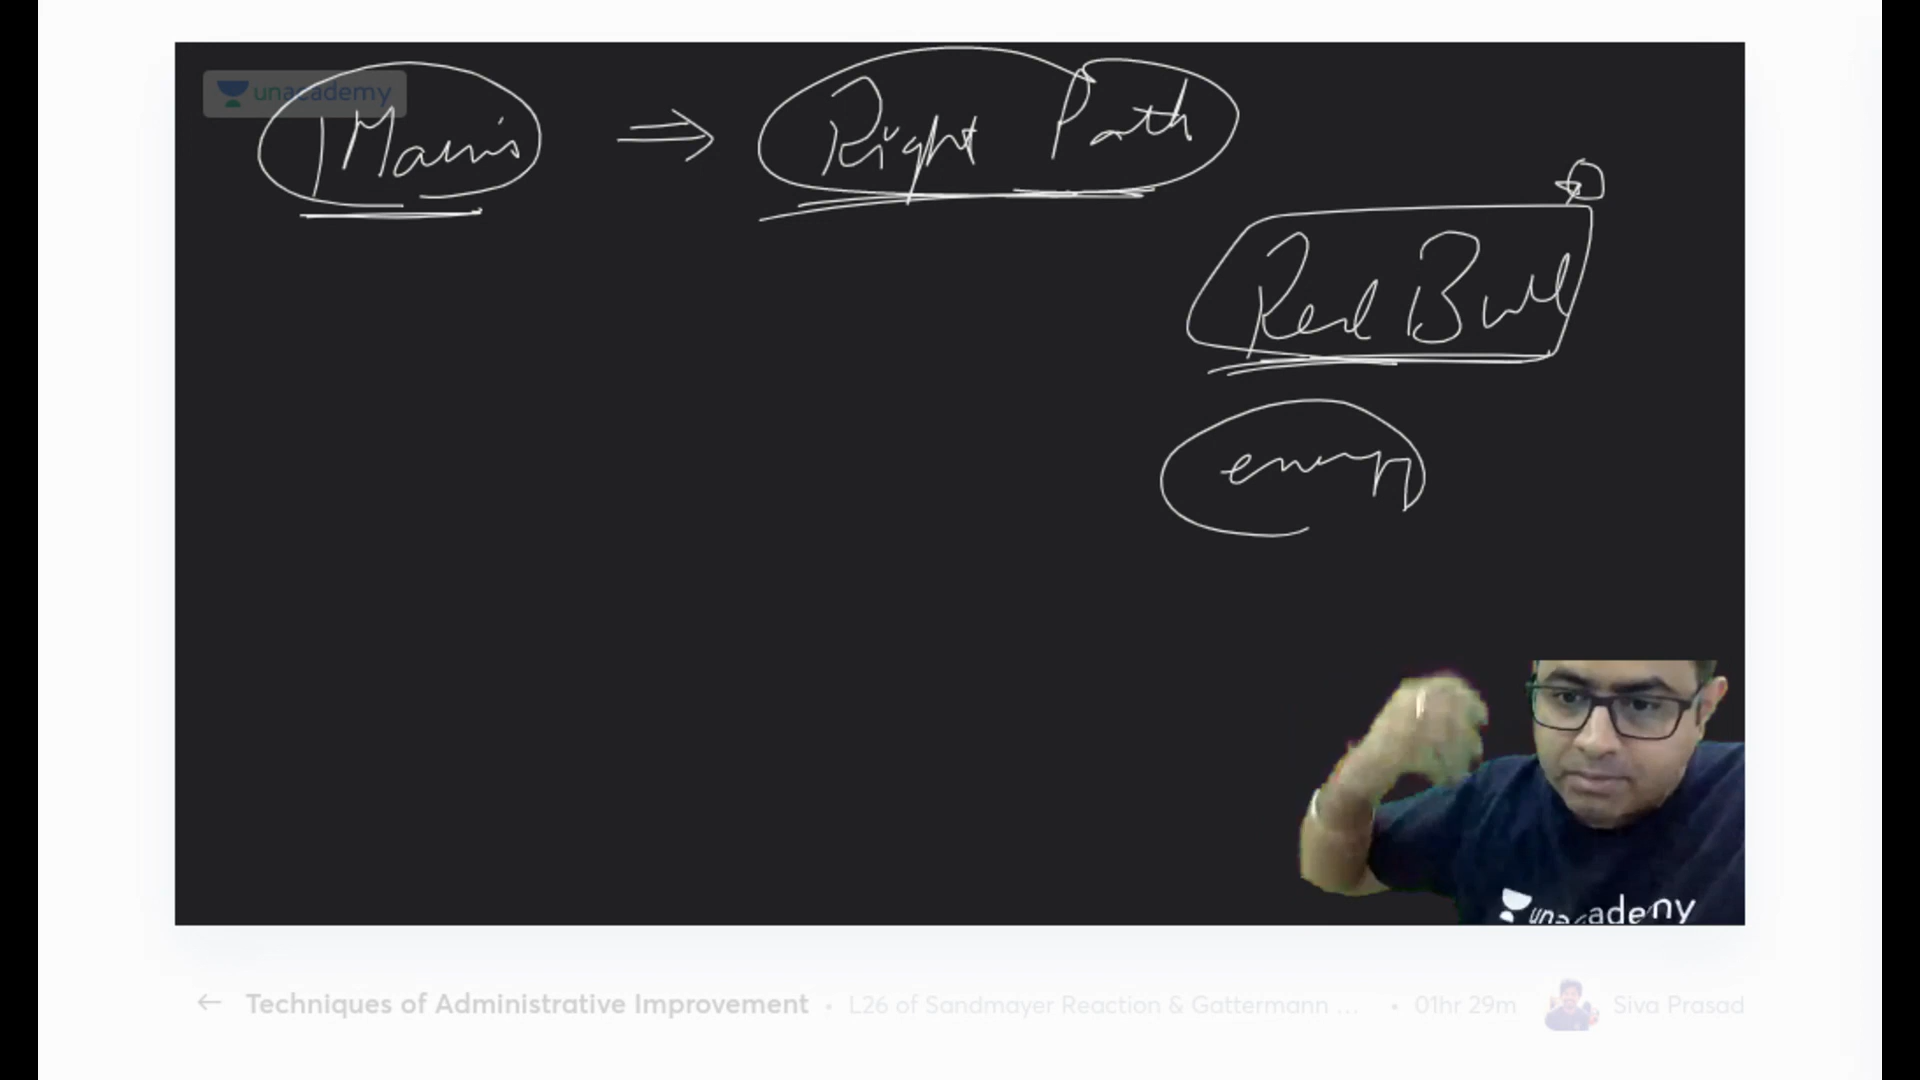 unacademy
Mains ⇒ Right Path
Red Bull
energy
unacademy
← Techniques of Administrative Improvement • L26 of Sandmayer Reaction & Gattermann ... • 01hr 29m Siva Prasad